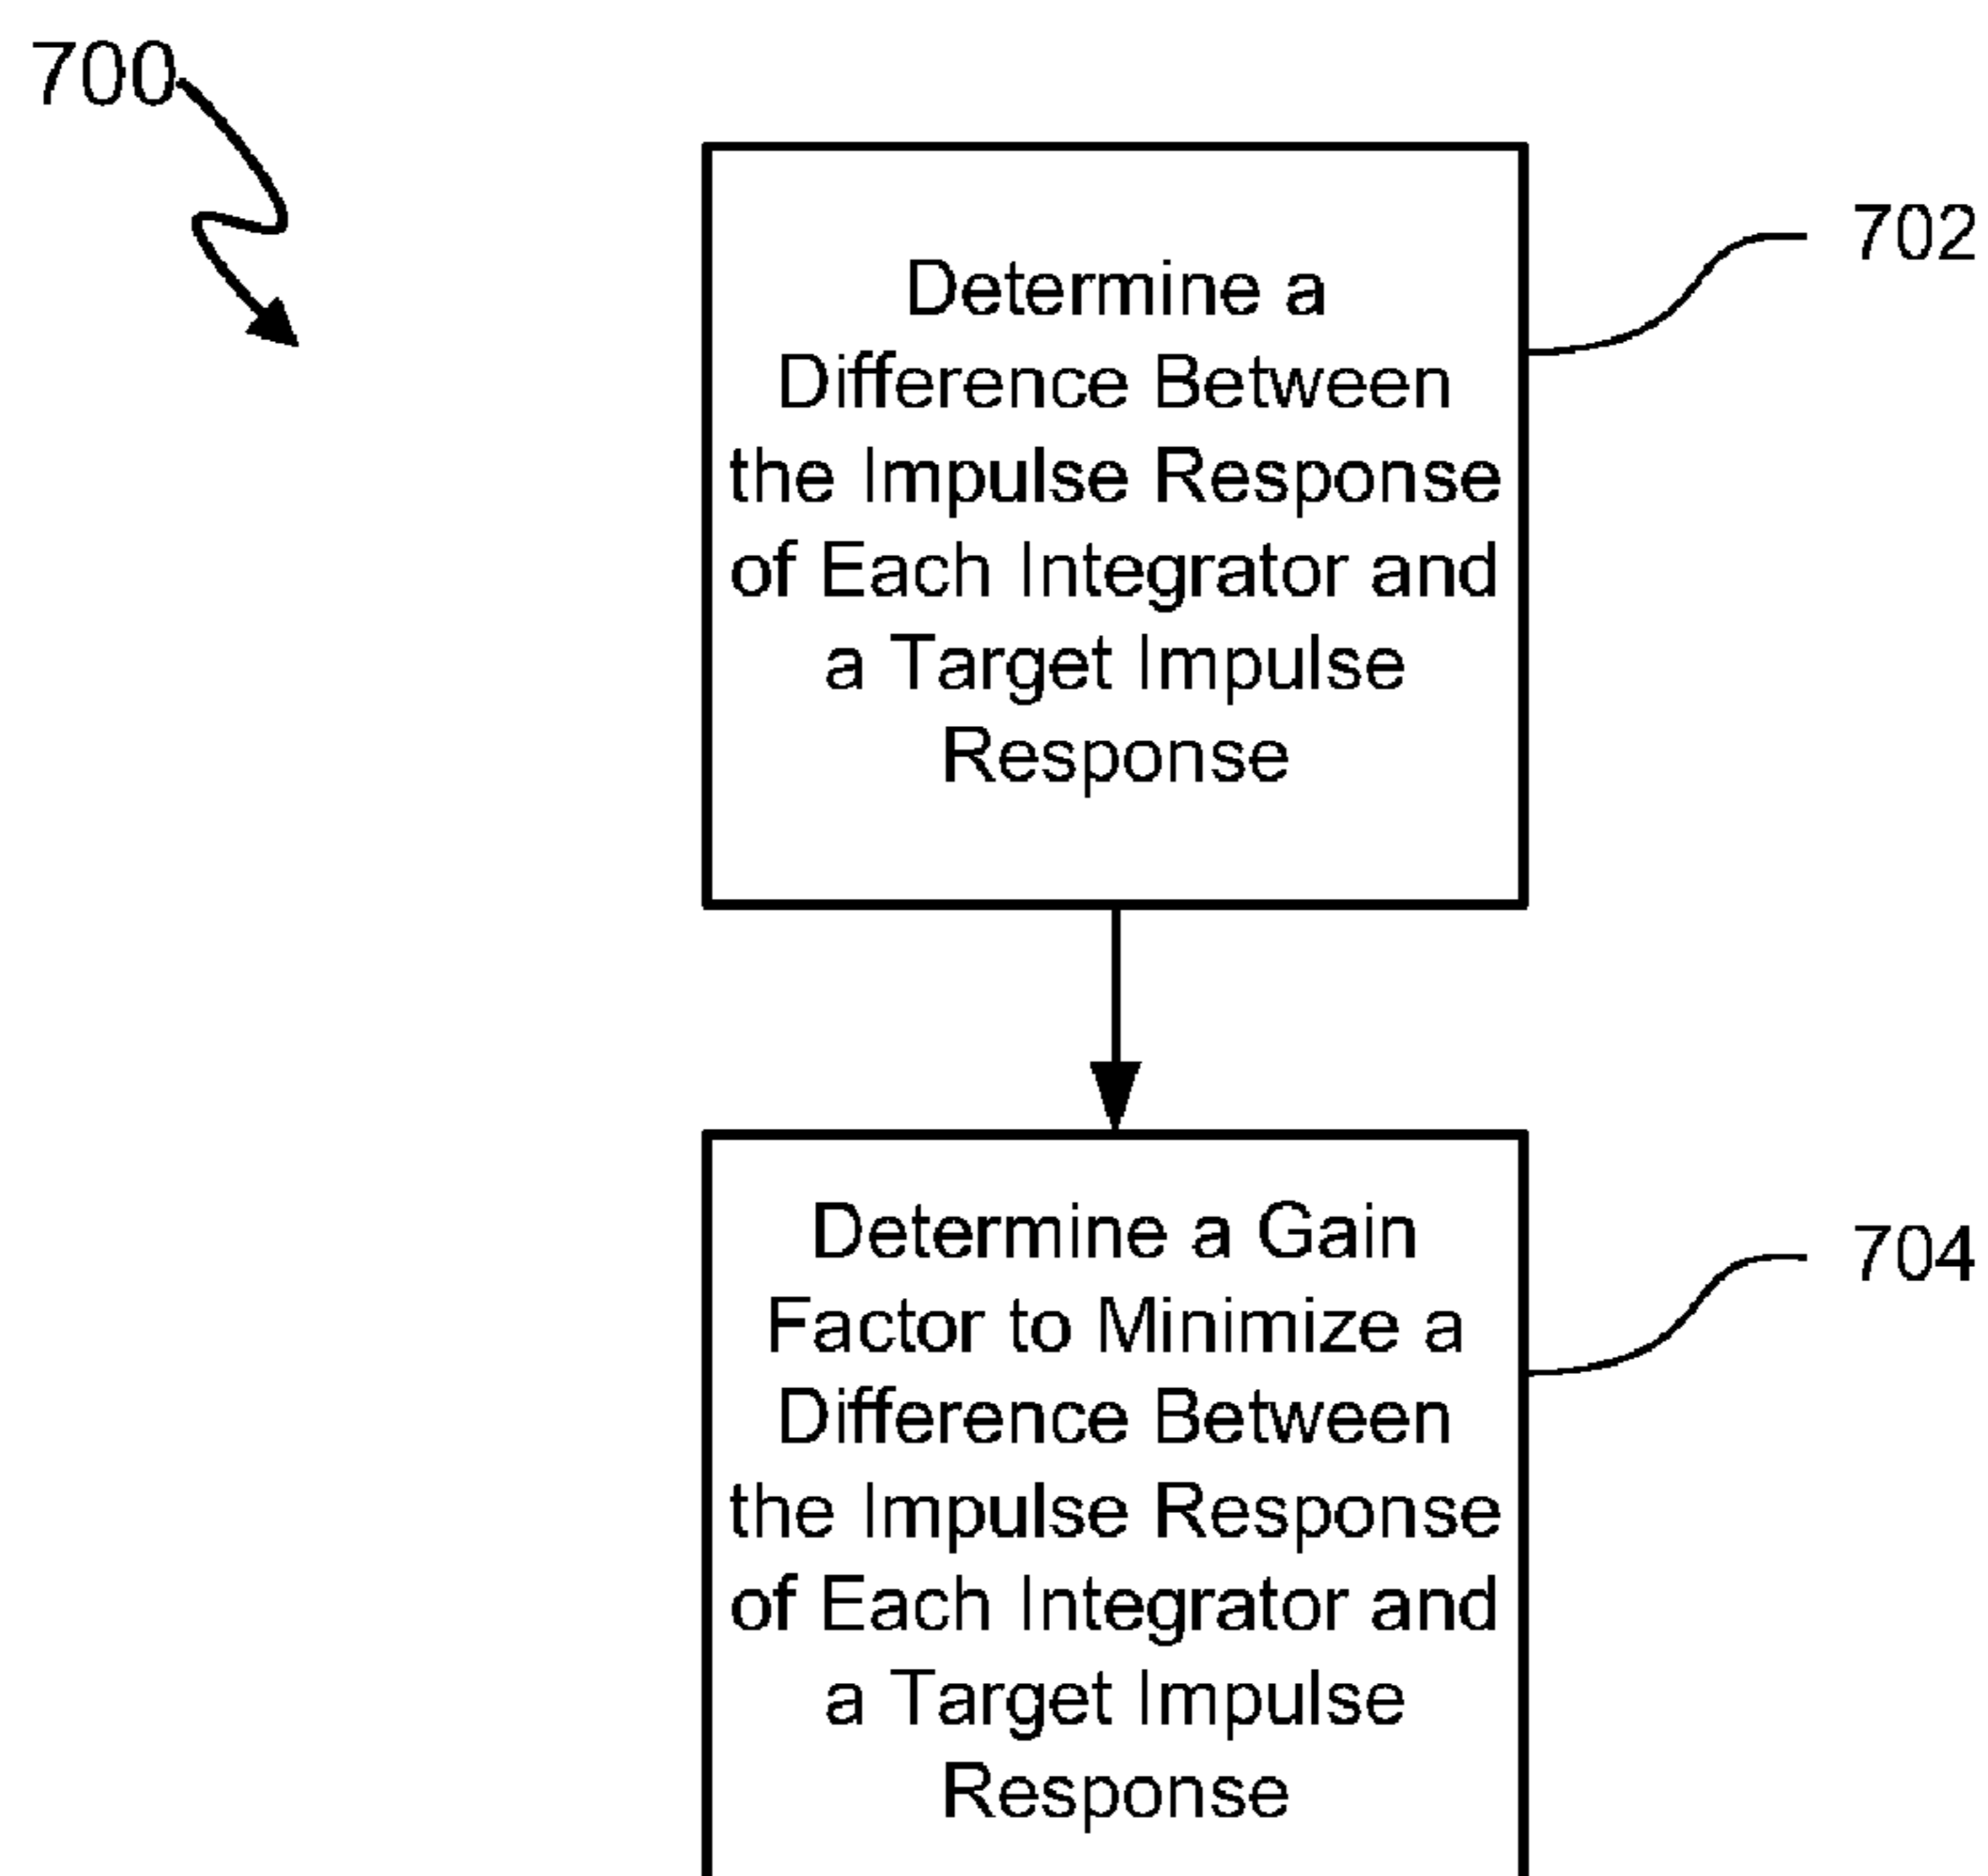 700
702
Determine a
Difference Between
the Impulse Response
of Each Integrator and
a Target Impulse
Response
704
Determine a Gain
Factor to Minimize a
Difference Between
the Impulse Response
of Each Integrator and
a Target Impulse
Response